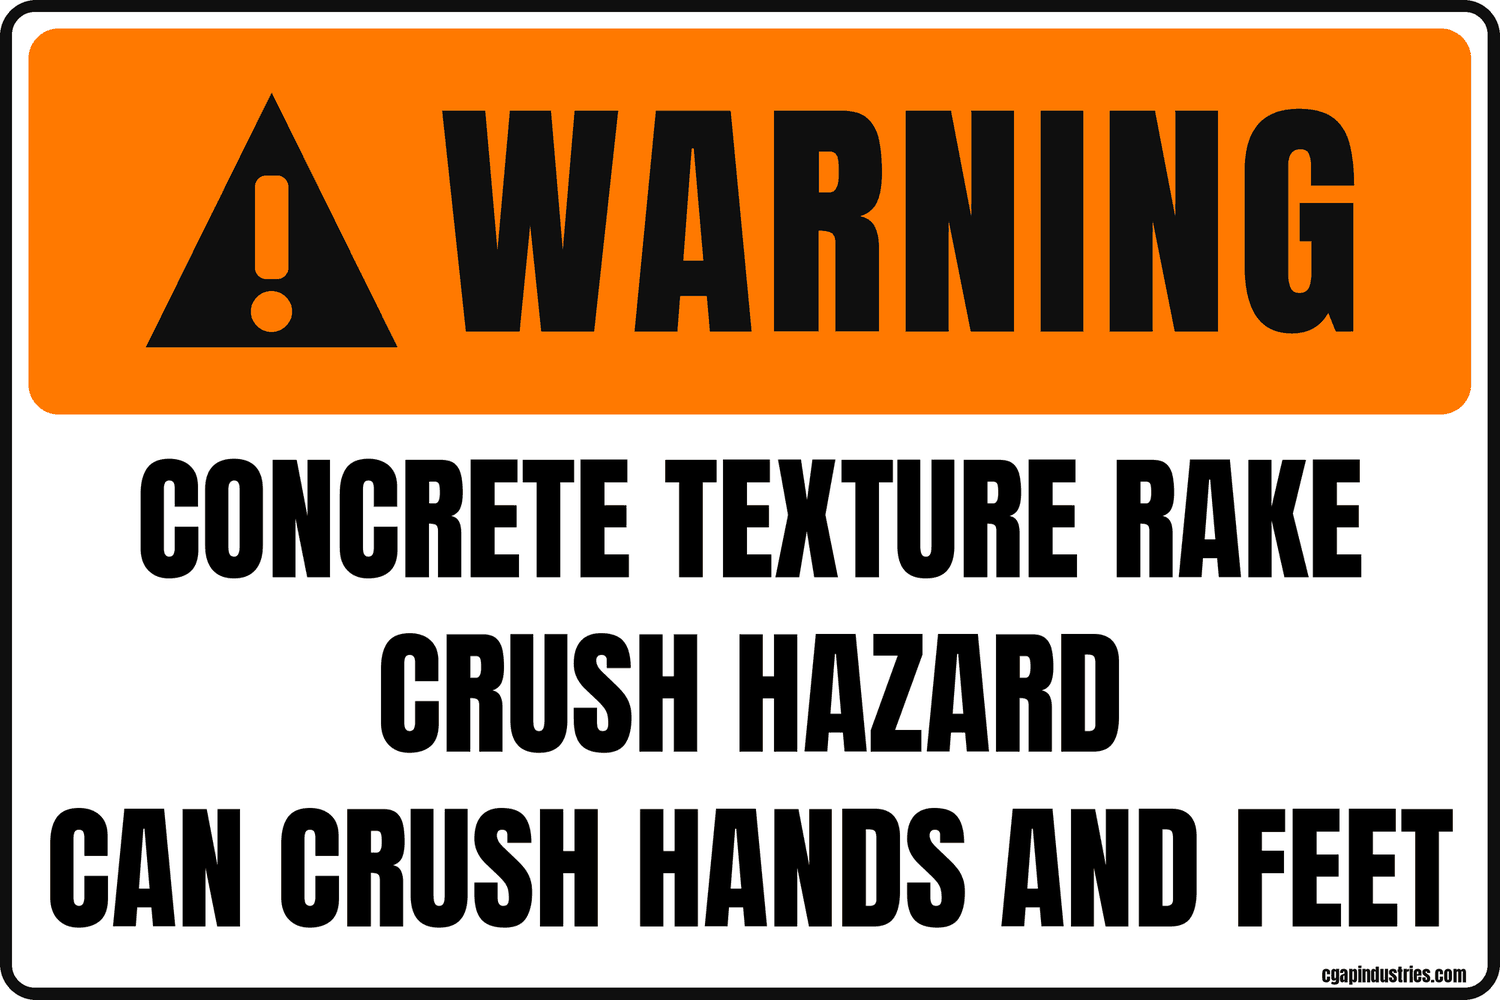 WARNING
CONCRETE TEXTURE RAKE
CRUSH HAZARD
CAN CRUSH HANDS AND FEET
cgapindustries.com